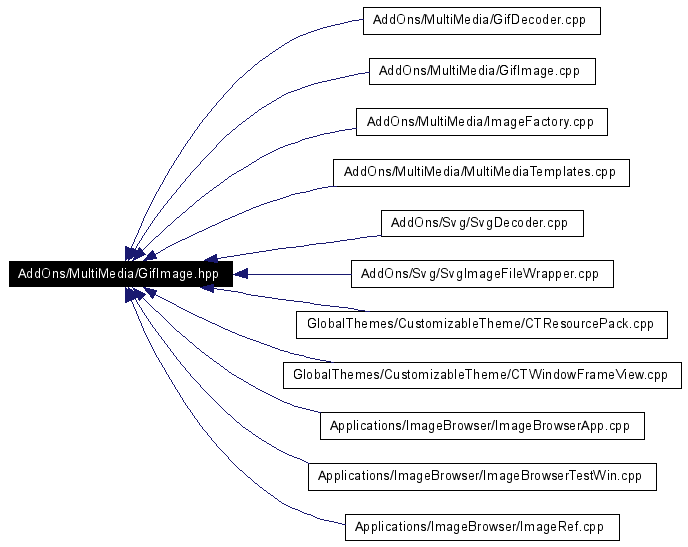 AddOns/MultiMedia/GifDecoder.cpp
AddOns/MultiMedia/GifImage.cpp
AddOns/MultiMedia/ImageFactory.cpp
AddOns/MultiMedia/MultiMediaTemplates.cpp
AddOns/Svg/SvgDecoder.cpp
AddOns/MultiMedia/GifImage.hpp
AddOns/Svg/SvgImageFileWrapper.cpp
GlobalThemes/CustomizableTheme/CTResourcePack.cpp
GlobalThemes/CustomizableTheme/CTWindowFrameView.cpp
Applications/ImageBrowser/ImageBrowserApp.cpp
Applications/ImageBrowser/ImageBrowserTestWin.cpp
Applications/ImageBrowser/ImageRef.cpp